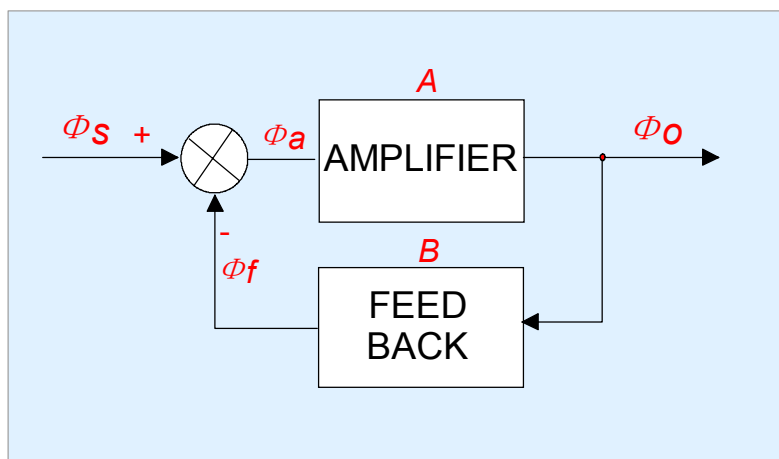 A
Φs +
Φa
AMPLIFIER
Φo
-
Φf
B
FEED
BACK